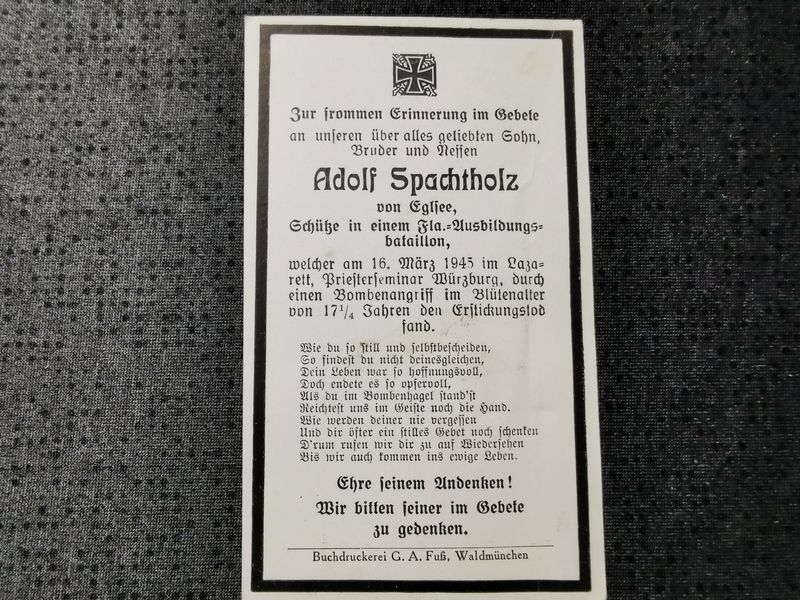 Zur frommen Erinnerung im Gebete
an unseren über alles geliebten Sohn,
Bruder und Neffen
Adolf Spachtholz
von Eglsee,
Schütze in einem Fla.=Ausbildungs=
bataillon,
welcher am 16. März 1945 im Laza=
rett, Priesterseminar Würzburg, durch
einen Bombenangriff im Blütenalter
von 17¼ Jahren den Erstickungstod
fand.
Wie du so still und selbstbescheiden,
So findest du nicht deinesgleichen,
Dein Leben war so hoffnungsvoll,
Doch endete es so opfervoll,
Als du im Bombenhagel stand'st
Reichtest uns im Geiste noch die Hand.
Wie werden deiner nie vergessen
Und dir öfter ein stilles Gebet noch schenken
D'rum rufen wir dir zu auf Wiedersehen
Bis wir auch kommen ins ewige Leben.
Ehre seinem Andenken!
Wir bitten seiner im Gebete
zu gedenken.
Buchdruckerei G. A. Fuß, Waldmünchen